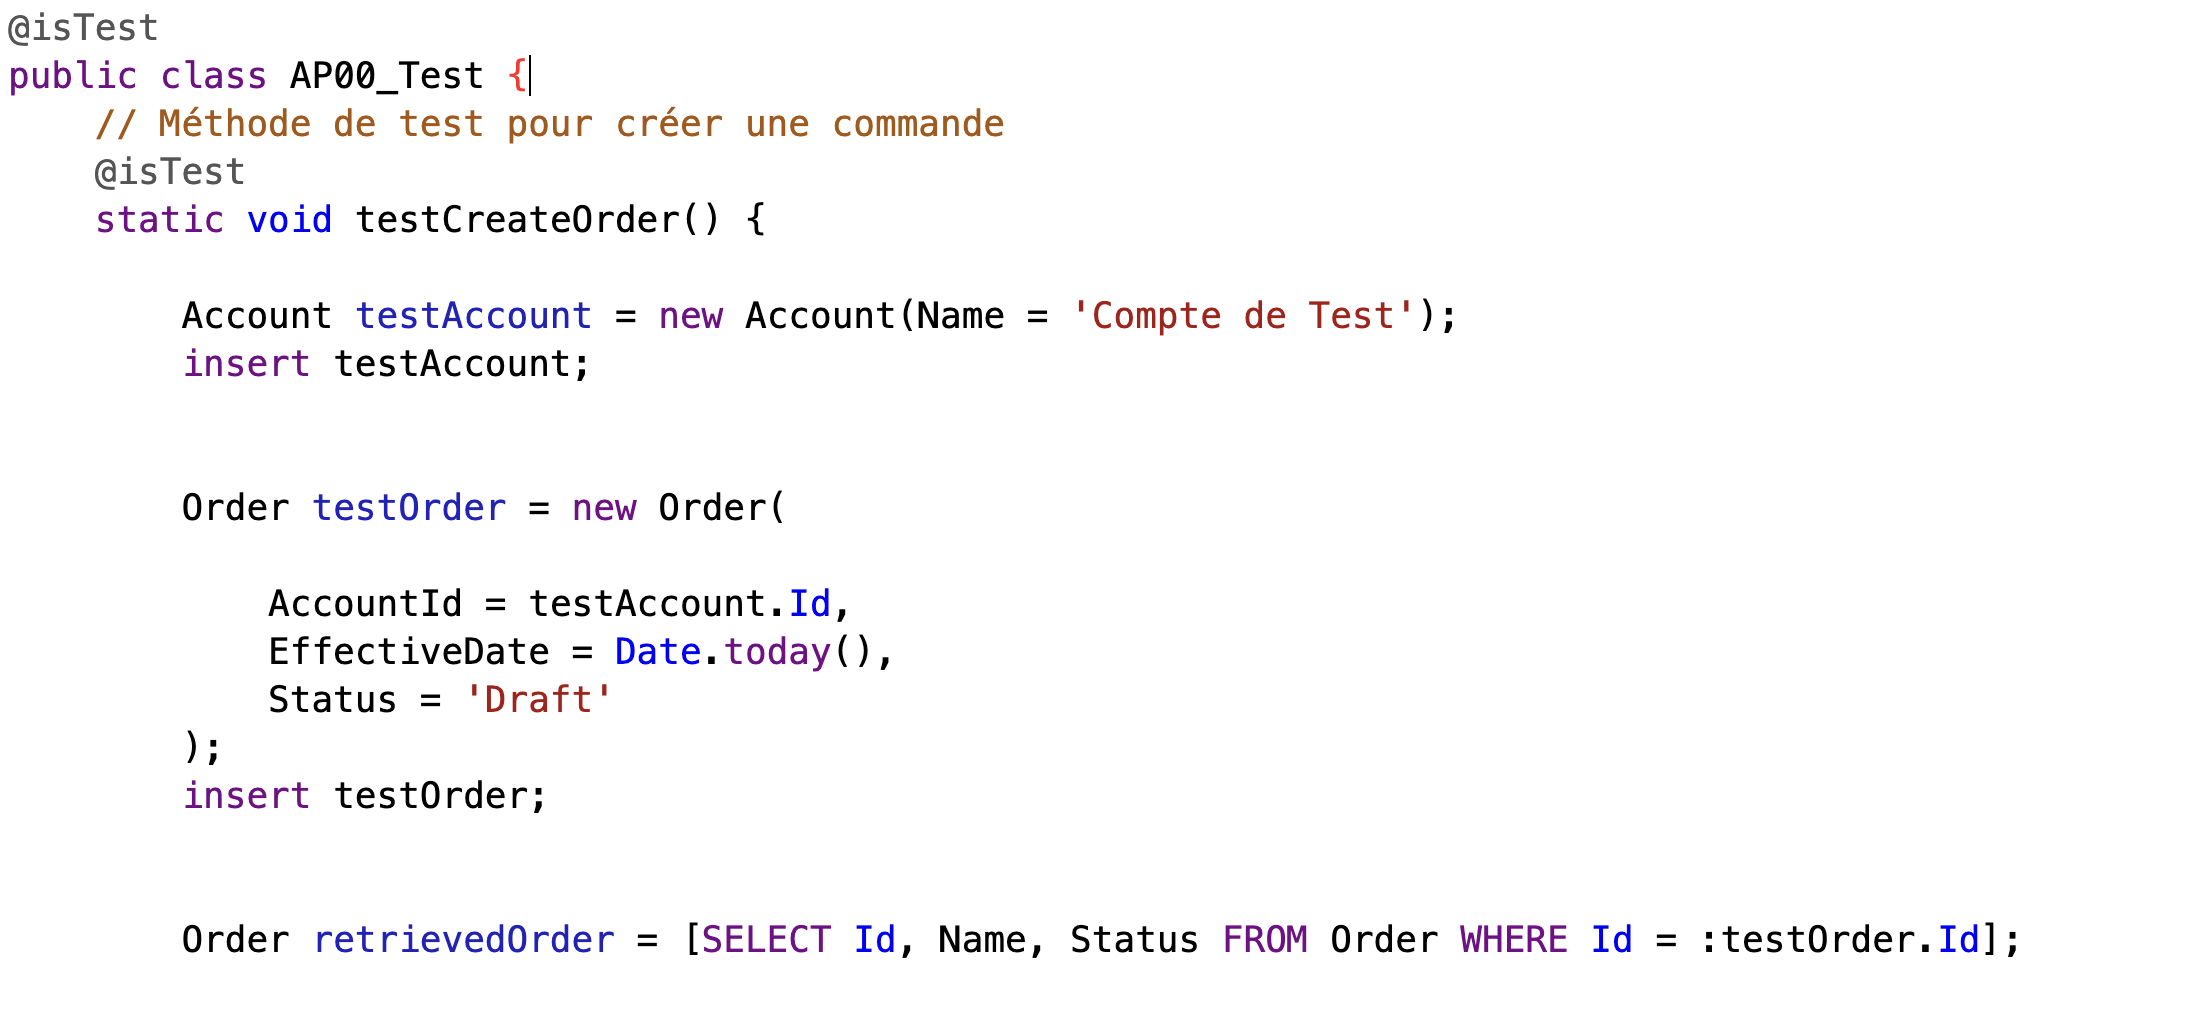 @isTest
public class AP00_Test {
// Méthode de test pour créer une commande
@isTest
static void testCreateOrder() {
Account testAccount = new Account(Name = 'Compte de Test');
insert testAccount;
Order testOrder = new Order(
AccountId = testAccount.Id,
EffectiveDate = Date.today(),
Status = 'Draft'
);
insert testOrder;
Order retrievedOrder = [SELECT Id, Name, Status FROM Order WHERE Id = :testOrder.Id];